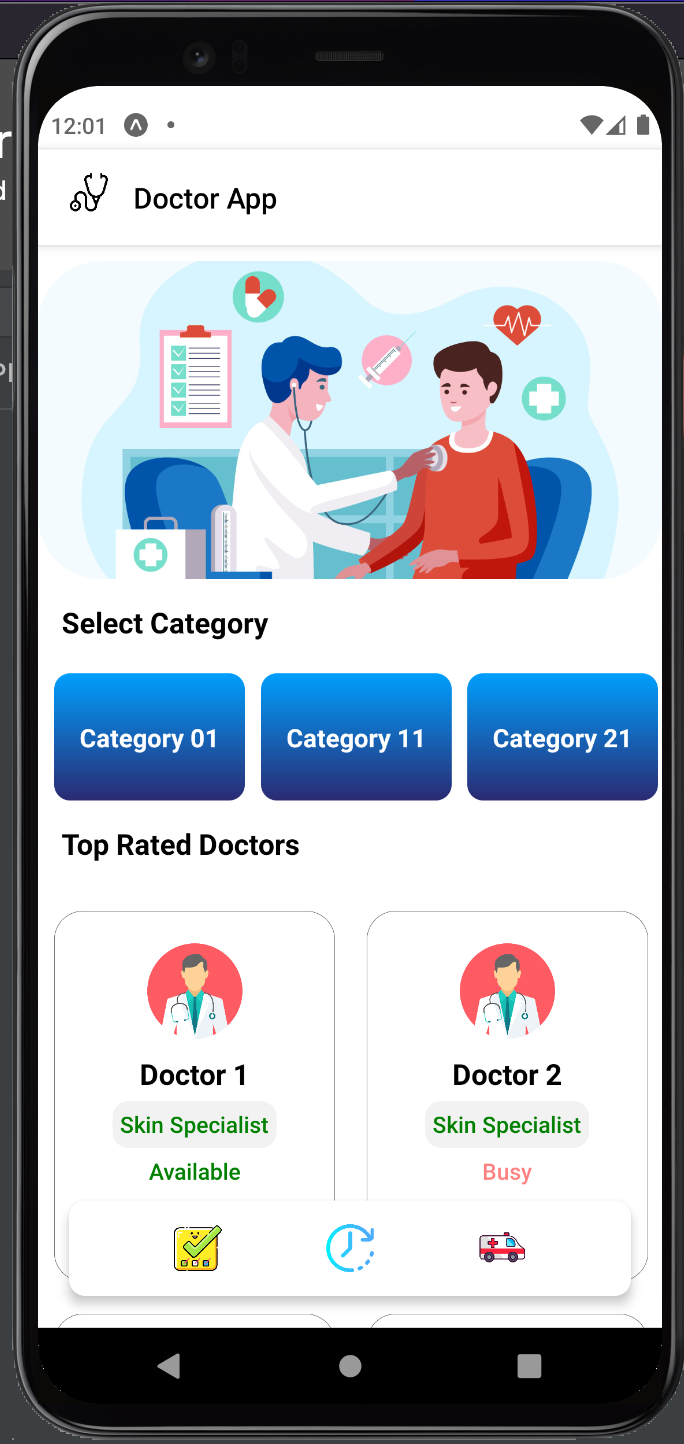 12:01
Doctor App
Select Category
Category 01 Category 11 Category 21
Top Rated Doctors
Doctor 1 Doctor 2
Skin Specialist Skin Specialist
Available Busy